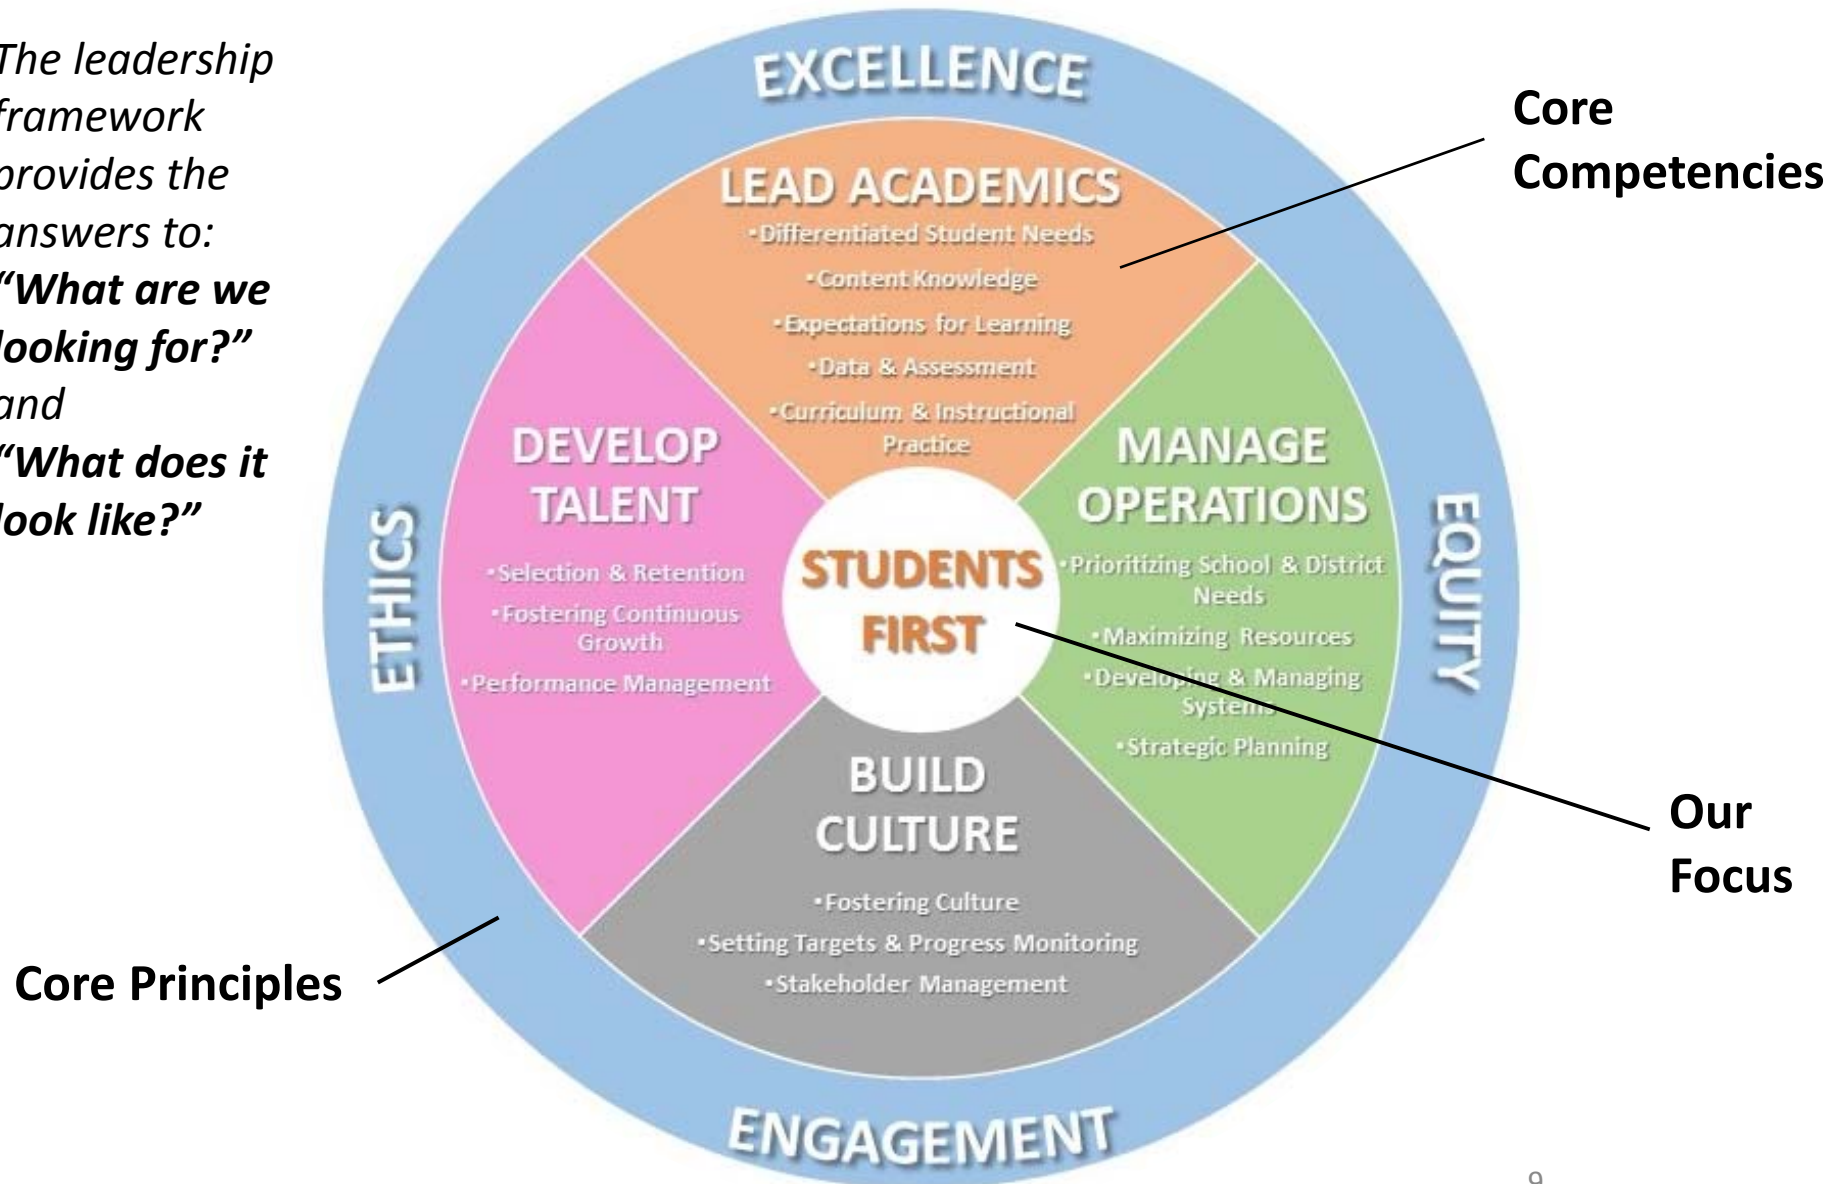 The leadership
framework
provides the
answers to:
“What are we
looking for?”
and
“What does it
look like?”
EXCELLENCE
Core
Competencies
LEAD ACADEMICS
•Differentiated Student Needs
•Content Knowledge
•Expectations for Learning
•Data & Assessment
•Curriculum & Instructional
Practice
DEVELOP
TALENT
•Selection & Retention
•Fostering Continuous
Growth
•Performance Management
MANAGE
OPERATIONS
•Prioritizing School & District
Needs
•Maximizing Resources
•Developing & Managing
Systems
•Strategic Planning
STUDENTS
FIRST
ETHICS
EQUITY
BUILD
CULTURE
•Fostering Culture
•Setting Targets & Progress Monitoring
•Stakeholder Management
Our
Focus
Core Principles
ENGAGEMENT
9